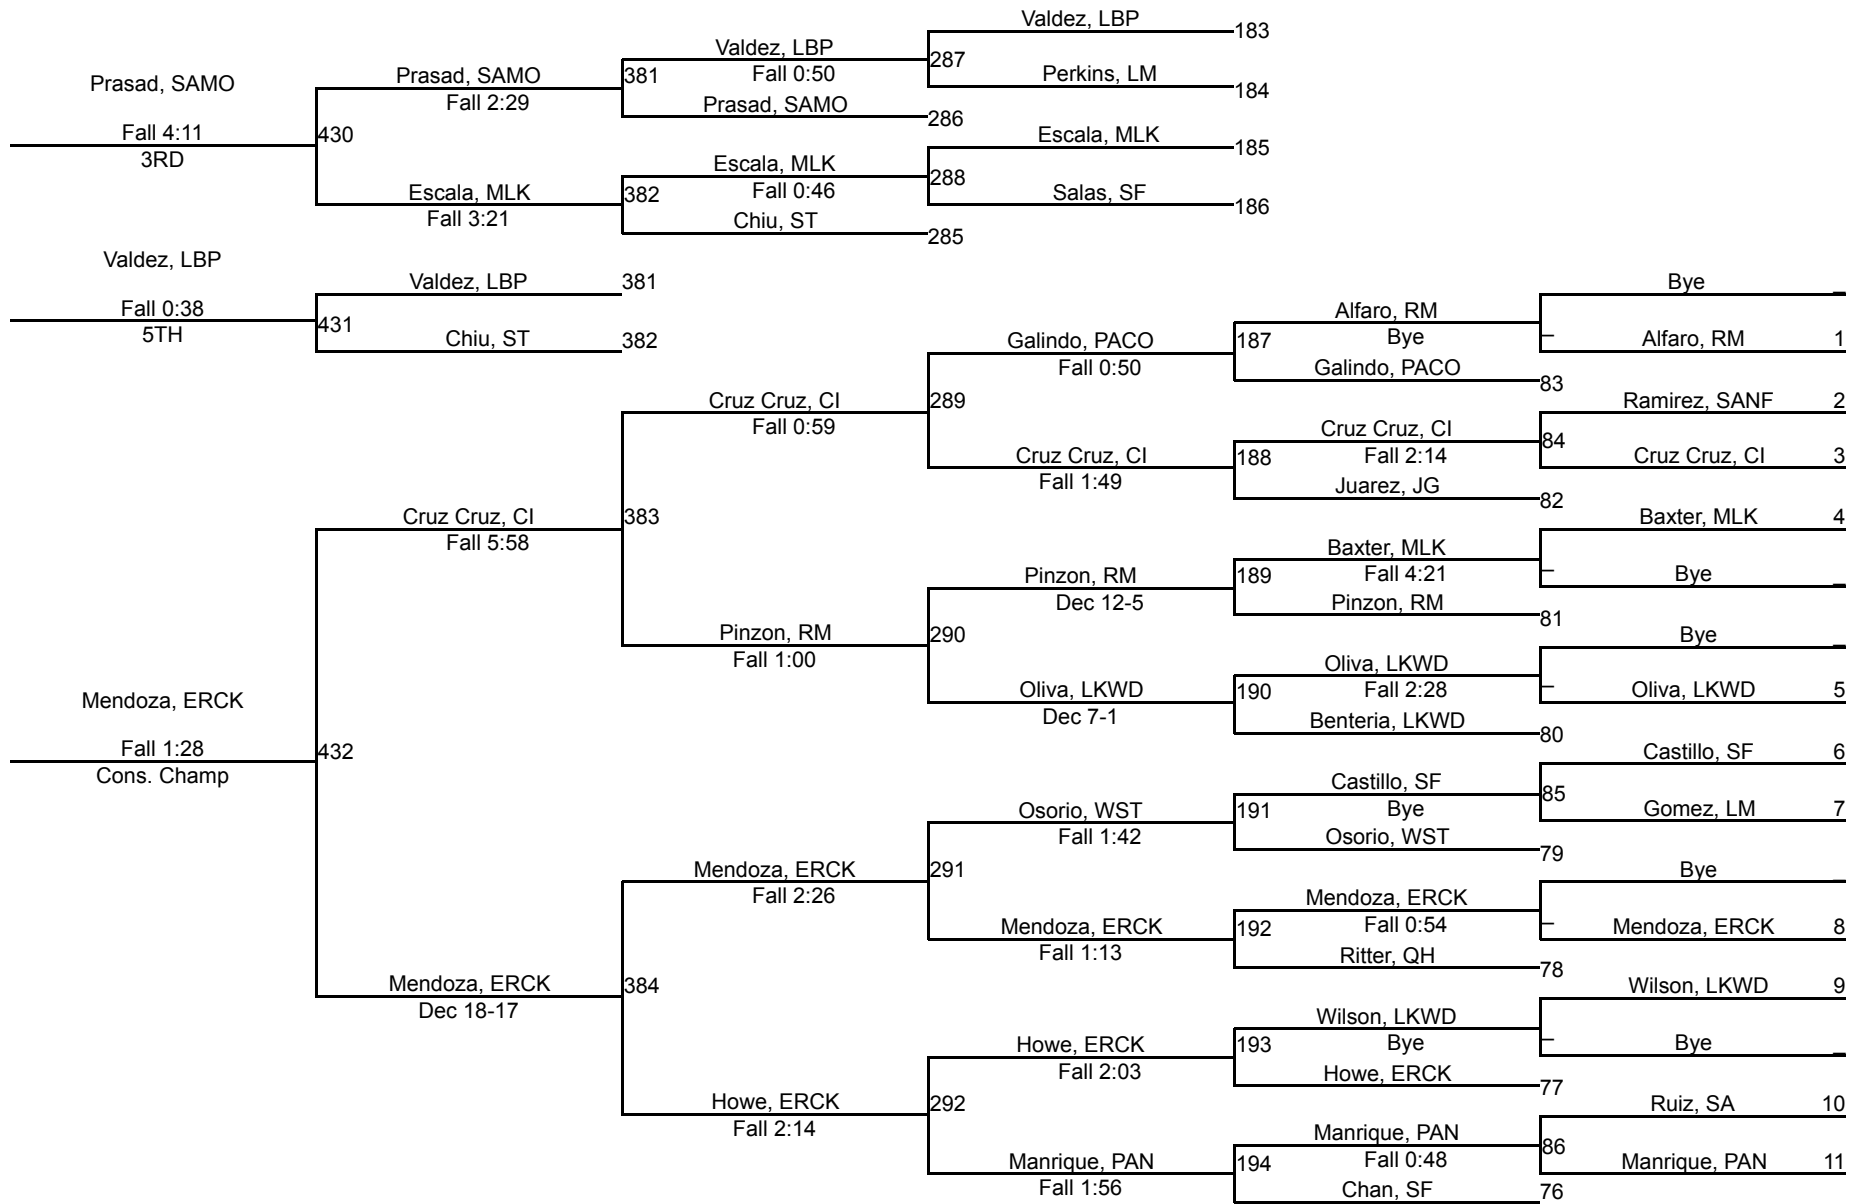 Valdez, LBP
183
Valdez, LBP
287
Fall 0:50
Perkins, LM
184
Prasad, SAMO
381
Prasad, SAMO
Fall 2:29
Prasad, SAMO
286
Fall 4:11
430
3RD
Escala, MLK
185
Escala, MLK
288
Fall 0:46
Salas, SF
186
Escala, MLK
382
Fall 3:21
Chiu, ST
285
Valdez, LBP
Valdez, LBP
381
Fall 0:38
431
5TH
Chiu, ST
382
Bye _
Alfaro, RM
Bye
_
Alfaro, RM 1
Galindo, PACO
187
Fall 0:50
Galindo, PACO
83
Cruz Cruz, CI
289
Fall 0:59
Ramirez, SANF 2
Cruz Cruz, CI
84
Fall 2:14
Cruz Cruz, CI 3
Cruz Cruz, CI
188
Fall 1:49
Juarez, JG
82
Cruz Cruz, CI
383
Fall 5:58
Baxter, MLK 4
Baxter, MLK
Fall 4:21
_
Bye _
Pinzon, RM
189
Dec 12-5
Pinzon, RM
81
Pinzon, RM
290
Fall 1:00
Bye _
Oliva, LKWD
Fall 2:28
_
Oliva, LKWD 5
Oliva, LKWD
190
Dec 7-1
Benteria, LKWD
80
Mendoza, ERCK
Fall 1:28
432
Cons. Champ
Castillo, SF 6
Castillo, SF
85
Bye
Gomez, LM 7
Osorio, WST
191
Fall 1:42
Osorio, WST
79
Mendoza, ERCK
291
Fall 2:26
Bye _
Mendoza, ERCK
Fall 0:54
_
Mendoza, ERCK 8
Mendoza, ERCK
192
Fall 1:13
Ritter, QH
78
Mendoza, ERCK
384
Dec 18-17
Wilson, LKWD 9
Wilson, LKWD
Bye
_
Bye _
Howe, ERCK
193
Fall 2:03
Howe, ERCK
77
Howe, ERCK
292
Fall 2:14
Ruiz, SA 10
Manrique, PAN
86
Fall 0:48
Manrique, PAN 11
Manrique, PAN
194
Fall 1:56
Chan, SF
76